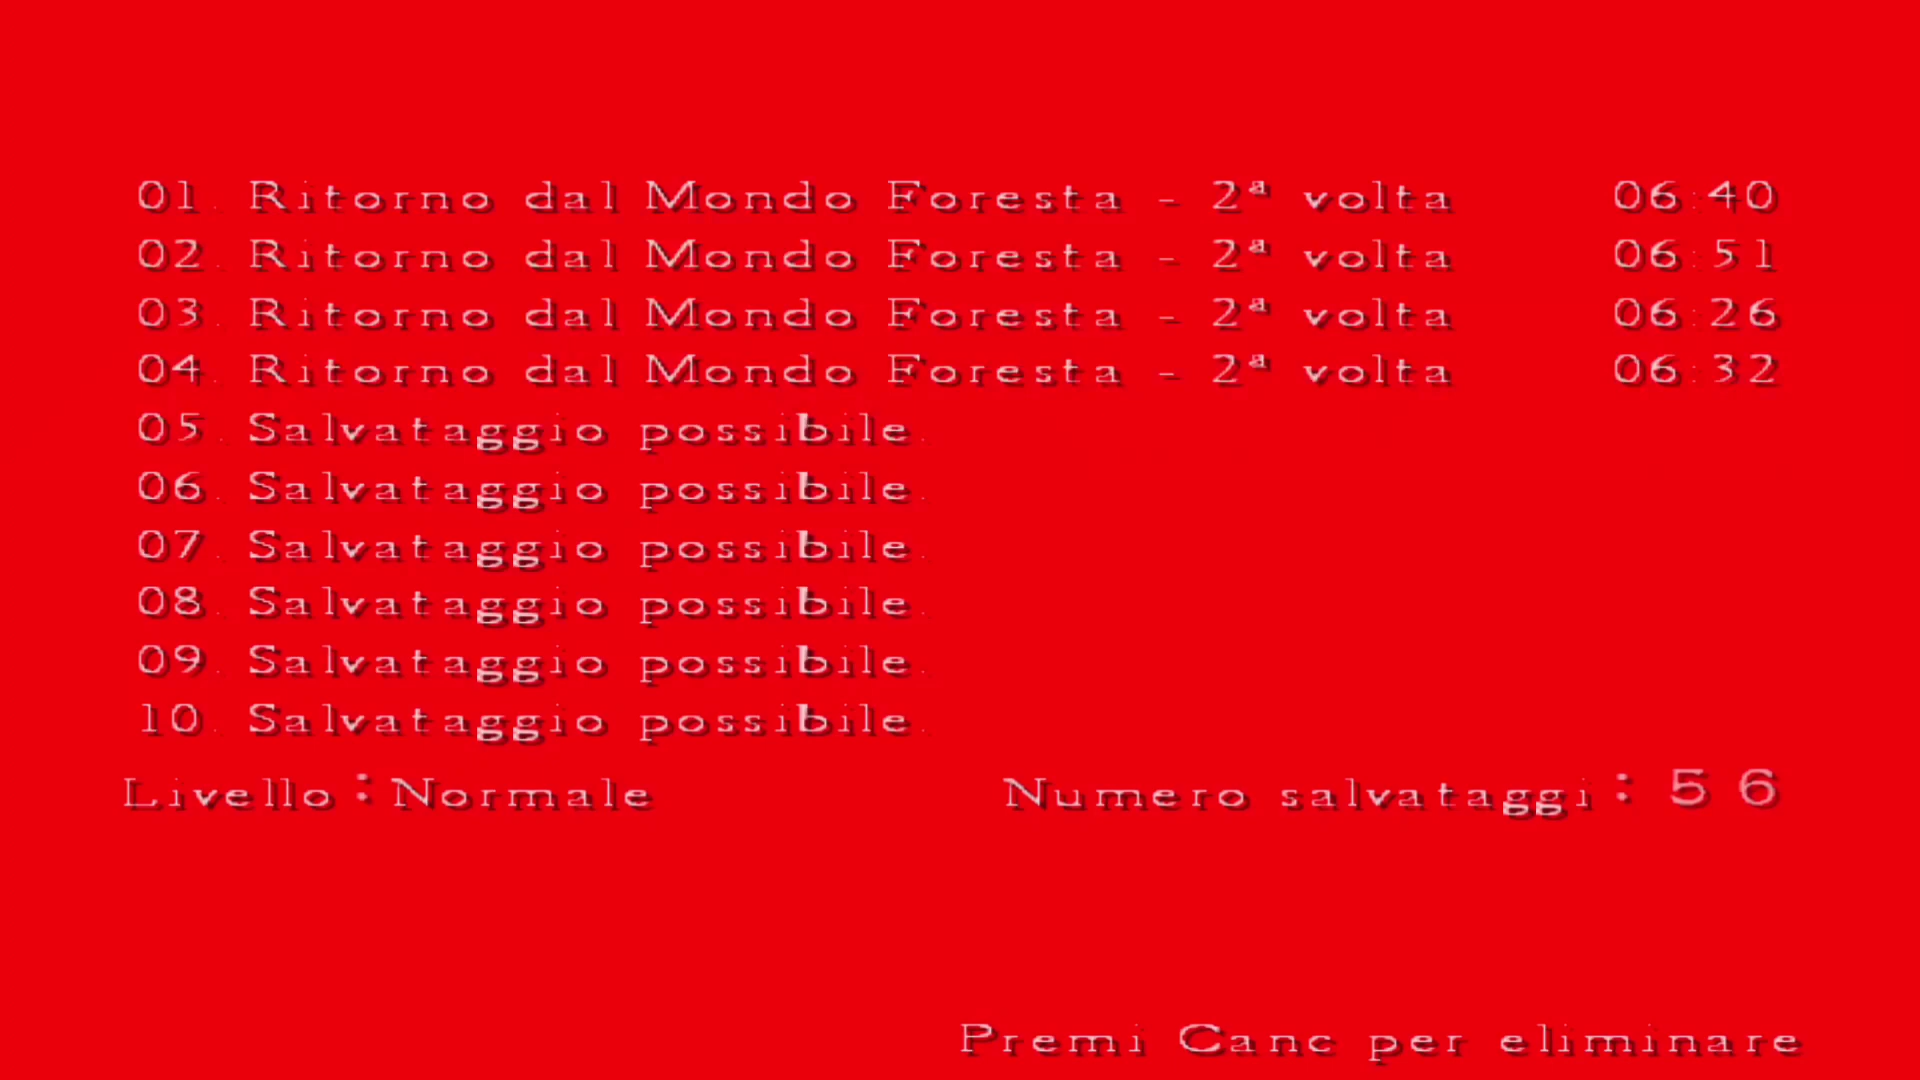 01. Ritorno dal Mondo Foresta - 2ª volta 06:40
02. Ritorno dal Mondo Foresta - 2ª volta 06:51
03. Ritorno dal Mondo Foresta - 2ª volta 06:26
04. Ritorno dal Mondo Foresta - 2ª volta 06:32
05. Salvataggio possibile.
06. Salvataggio possibile.
07. Salvataggio possibile.
08. Salvataggio possibile.
09. Salvataggio possibile.
10. Salvataggio possibile.
Livello:Normale Numero salvataggi: 56
Premi Canc per eliminare